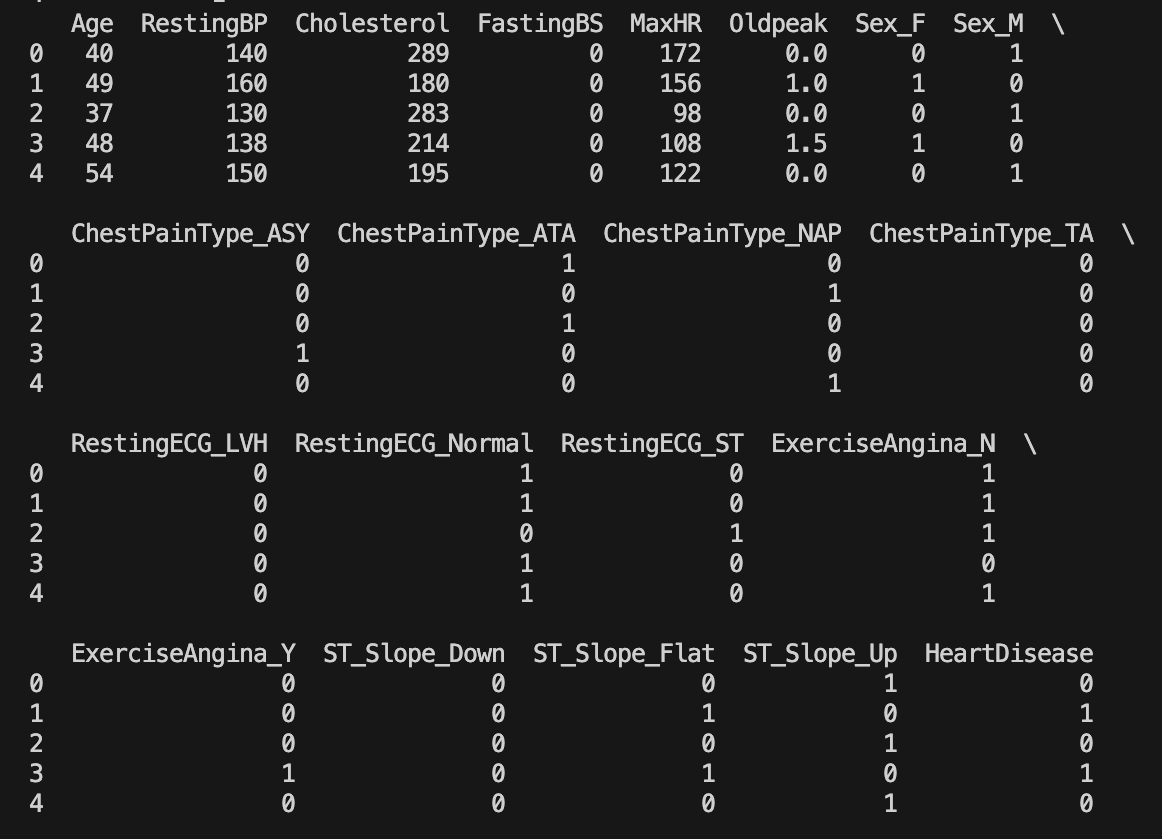 Age RestingBP Cholesterol FastingBS MaxHR Oldpeak Sex_F Sex_M \
0 40 140 289 0 172 0.0 0 1
1 49 160 180 0 156 1.0 1 0
2 37 130 283 0 98 0.0 0 1
3 48 138 214 0 108 1.5 1 0
4 54 150 195 0 122 0.0 0 1
ChestPainType_ASY ChestPainType_ATA ChestPainType_NAP ChestPainType_TA \
0 0 1 0 0
1 0 0 1 0
2 0 1 0 0
3 1 0 0 0
4 0 0 1 0
RestingECG_LVH RestingECG_Normal RestingECG_ST ExerciseAngina_N \
0 0 1 0 1
1 0 1 0 1
2 0 0 1 1
3 0 1 0 0
4 0 1 0 1
ExerciseAngina_Y ST_Slope_Down ST_Slope_Flat ST_Slope_Up HeartDisease
0 0 0 0 1 0
1 0 0 1 0 1
2 0 0 0 1 0
3 1 0 1 0 1
4 0 0 0 1 0